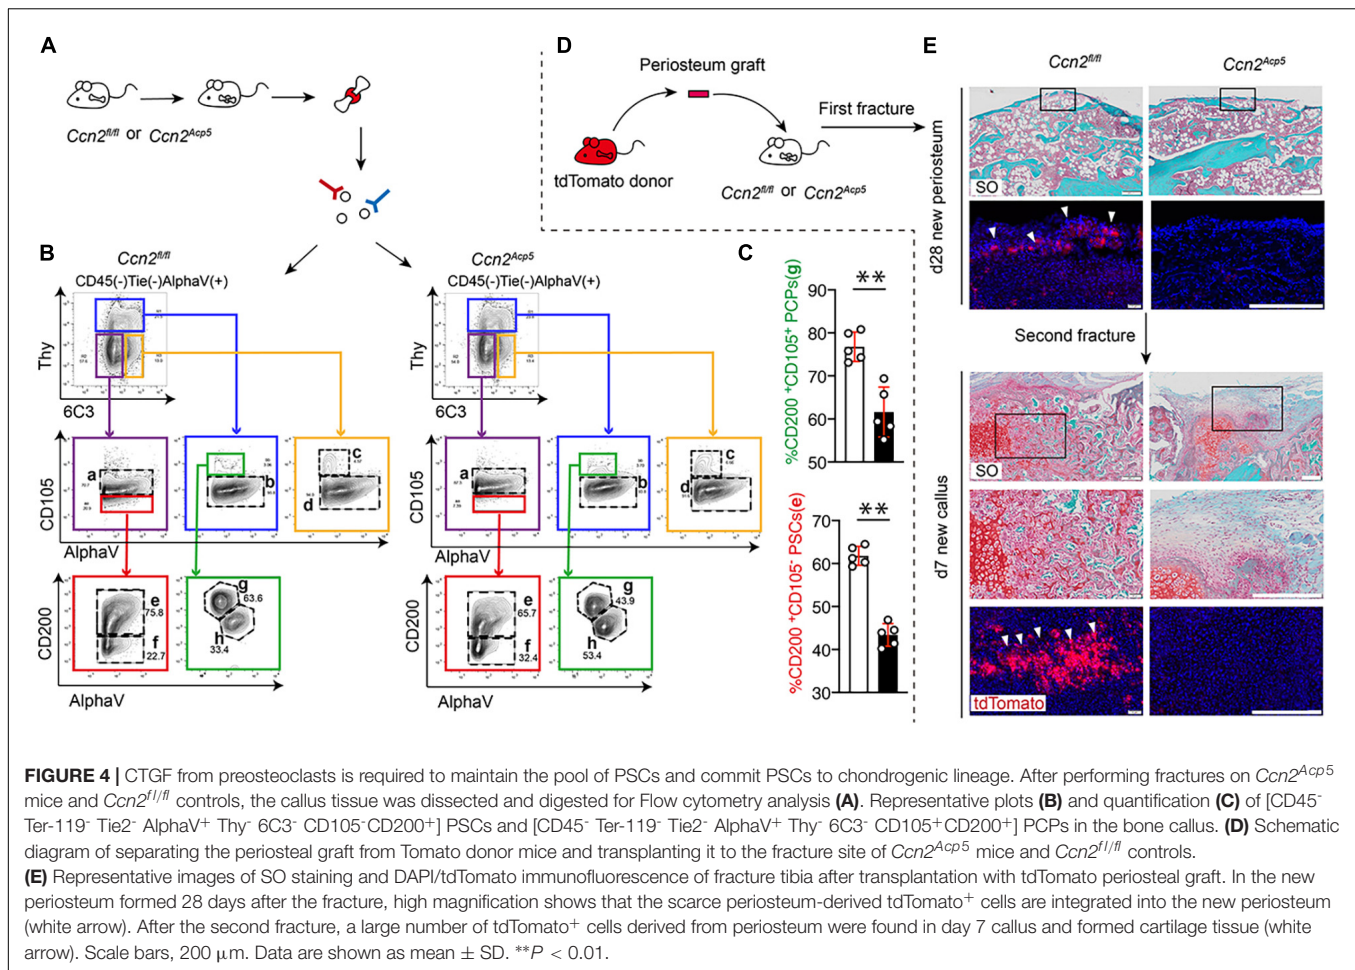 A
Ccn2fl/fl or Ccn2Acp5
B
Ccn2fl/fl
CD45(-)Tie(-)AlphaV(+)
Thy
6C3
CD105
a
b
c
d
AlphaV
CD200
e
75.8
f
22.7
g
63.6
h
33.4
AlphaV
Ccn2Acp5
CD45(-)Tie(-)AlphaV(+)
Thy
6C3
CD105
a
b
c
d
AlphaV
CD200
e
65.7
f
32.4
g
43.9
h
53.4
AlphaV
C
%CD200 +CD105+ PCPs(g)
90
80
70
60
50
**
%CD200 +CD105- PSCs(e)
70
60
50
40
30
**
D
Periosteum graft
First fracture
tdTomato donor
Ccn2fl/fl or Ccn2Acp5
E
Ccn2fl/fl
Ccn2Acp5
d28 new periosteum
SO
Second fracture
d7 new callus
SO
tdTomato
FIGURE 4 | CTGF from preosteoclasts is required to maintain the pool of PSCs and commit PSCs to chondrogenic lineage. After performing fractures on Ccn2Acp5
mice and Ccn2fl/fl controls, the callus tissue was dissected and digested for Flow cytometry analysis (A). Representative plots (B) and quantification (C) of [CD45-
Ter-119- Tie2- AlphaV+ Thy- 6C3- CD105-CD200+] PSCs and [CD45- Ter-119- Tie2- AlphaV+ Thy- 6C3- CD105+CD200+] PCPs in the bone callus. (D) Schematic
diagram of separating the periosteal graft from Tomato donor mice and transplanting it to the fracture site of Ccn2Acp5 mice and Ccn2fl/fl controls.
(E) Representative images of SO staining and DAPI/tdTomato immunofluorescence of fracture tibia after transplantation with tdTomato periosteal graft. In the new
periosteum formed 28 days after the fracture, high magnification shows that the scarce periosteum-derived tdTomato+ cells are integrated into the new periosteum
(white arrow). After the second fracture, a large number of tdTomato+ cells derived from periosteum were found in day 7 callus and formed cartilage tissue (white
arrow). Scale bars, 200 μm. Data are shown as mean ± SD. **P < 0.01.